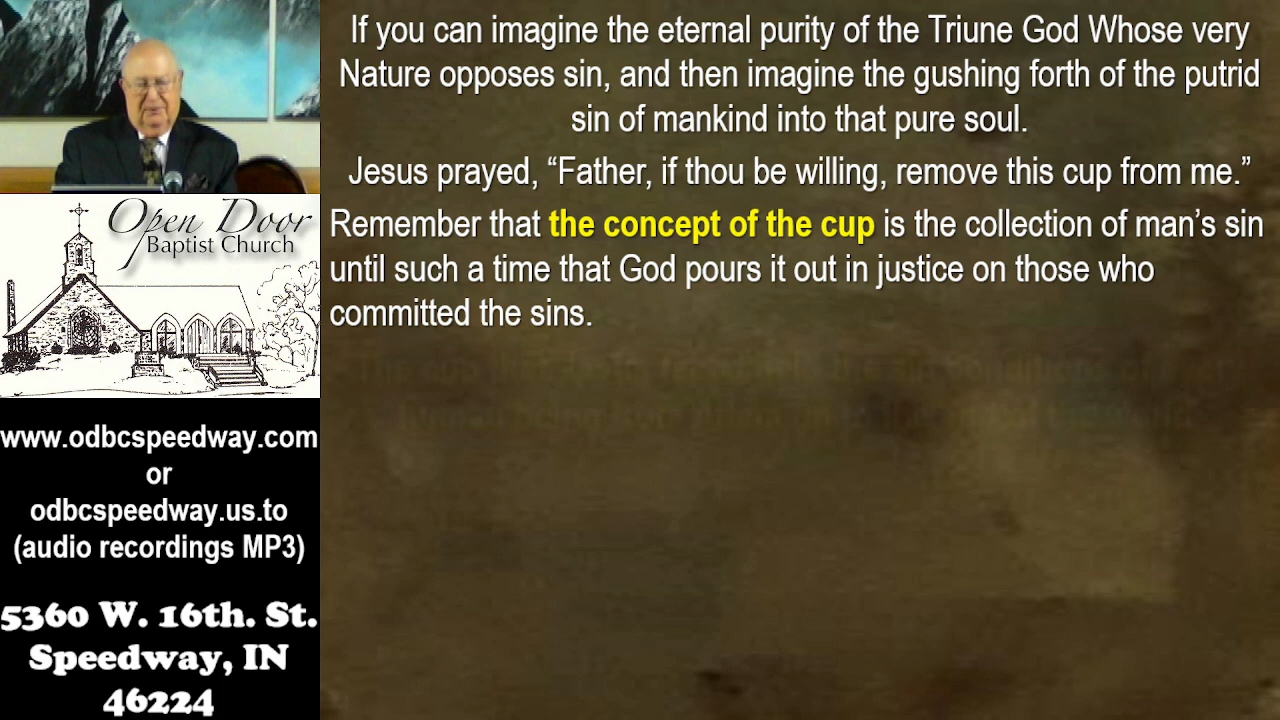 If you can imagine the eternal purity of the Triune God Whose very
Nature opposes sin, and then imagine the gushing forth of the putrid
sin of mankind into that pure soul.
Jesus prayed, “Father, if thou be willing, remove this cup from me.”
Remember that the concept of the cup is the collection of man’s sin
until such a time that God pours it out in justice on those who
committed the sins.
Open Door
Baptist Church
www.odbcspeedway.com
or
odbcspeedway.us.to
(audio recordings MP3)
5360 W. 16th. St.
Speedway, IN
46224